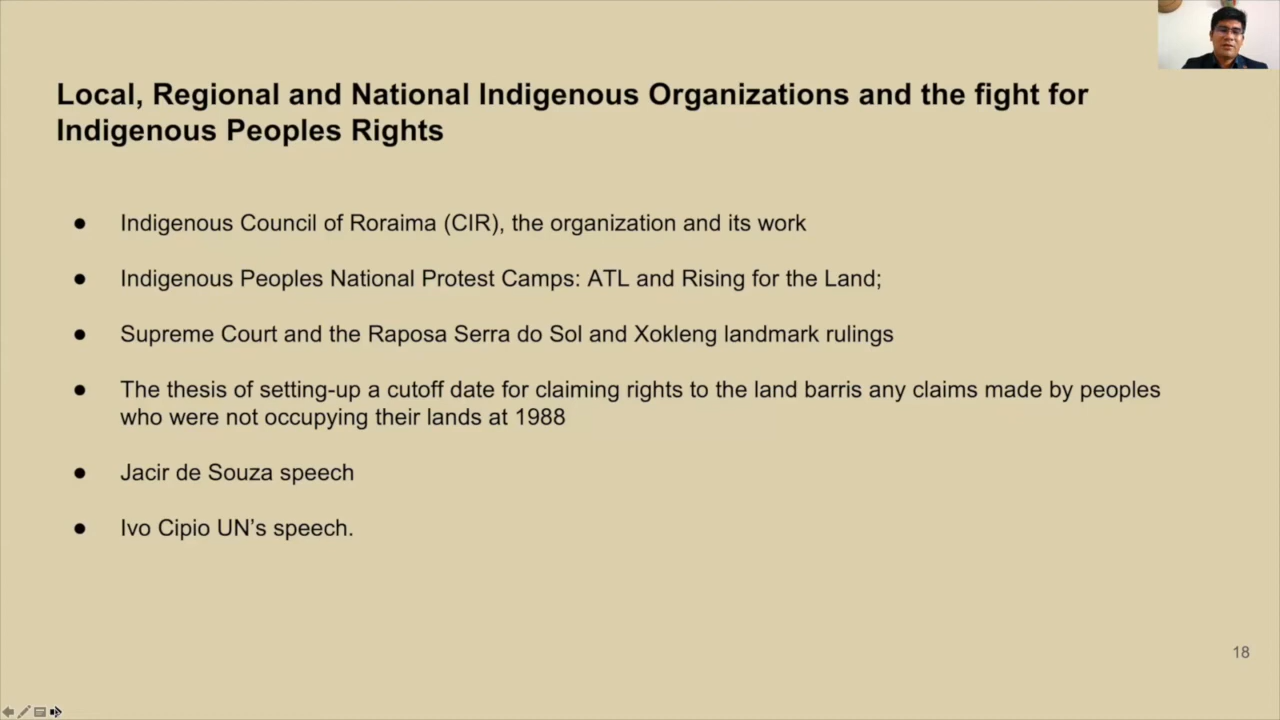 Local, Regional and National Indigenous Organizations and the fight for
Indigenous Peoples Rights
● Indigenous Council of Roraima (CIR), the organization and its work
● Indigenous Peoples National Protest Camps: ATL and Rising for the Land;
● Supreme Court and the Raposa Serra do Sol and Xokleng landmark rulings
● The thesis of setting-up a cutoff date for claiming rights to the land barris any claims made by peoples
who were not occupying their lands at 1988
● Jacir de Souza speech
● Ivo Cipio UN’s speech.
18